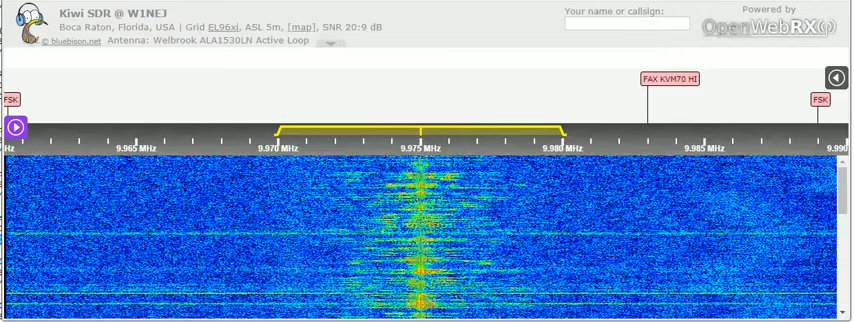 Kiwi SDR @ W1NEJ
Boca Raton, Florida, USA | Grid EL96xi, ASL 5m, [map], SNR 20:9 dB
© bluebison.net Antenna: Welbrook ALA1530LN Active Loop
Your name or callsign:
Powered by
OpenWebRX
FAX KVM70 HI
FSK
FSK
Hz 9.965 MHz 9.970 MHz 9.975 MHz 9.980 MHz 9.985 MHz 9.990